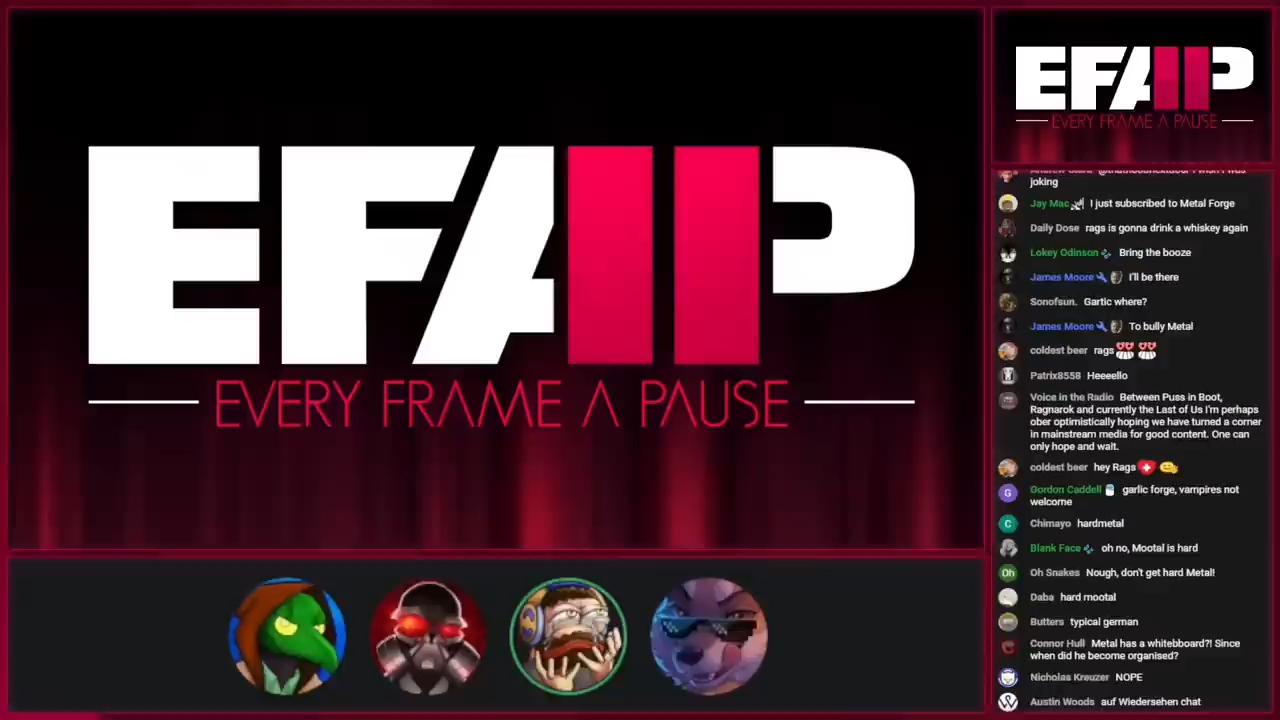 EFAP
EVERY FRAME A PAUSE
EFAP
EVERY FRAME A PAUSE
joking
Jay Mac I just subscribed to Metal Forge
Daily Dose rags is gonna drink a whiskey again
Lokey Odinson Bring the booze
James Moore I'll be there
Sonofsun. Gartic where?
James Moore To bully Metal
coldest beer rags
Patrix8558 Heeeello
Voice in the Radio Between Puss in Boot,
Ragnarok and currently the Last of Us I'm perhaps
ober optimistically hoping we have turned a corner
in mainstream media for good content. One can
only hope and wait.
coldest beer hey Rags
G Gordon Caddell garlic forge, vampires not
welcome
C Chimayo hardmetal
Blank Face oh no, Mootal is hard
Oh Oh Snakes Nough, don't get hard Metal!
Daba hard mootal
Butters typical german
Connor Hull Metal has a whitebboard?! Since
when did he become organised?
Nicholas Kreuzer NOPE
Austin Woods auf Wiedersehen chat